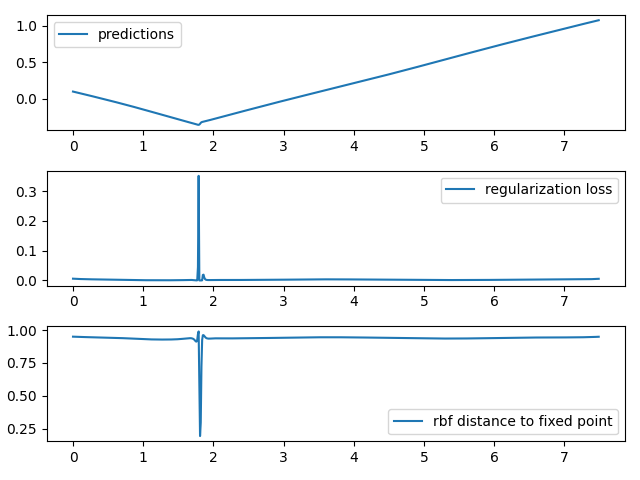 1.0
predictions
0.5
0.0
0 1 2 3 4 5 6 7
0.3
regularization loss
0.2
0.1
0.0
0 1 2 3 4 5 6 7
1.00
0.75
0.50
rbf distance to fixed point
0.25
0 1 2 3 4 5 6 7